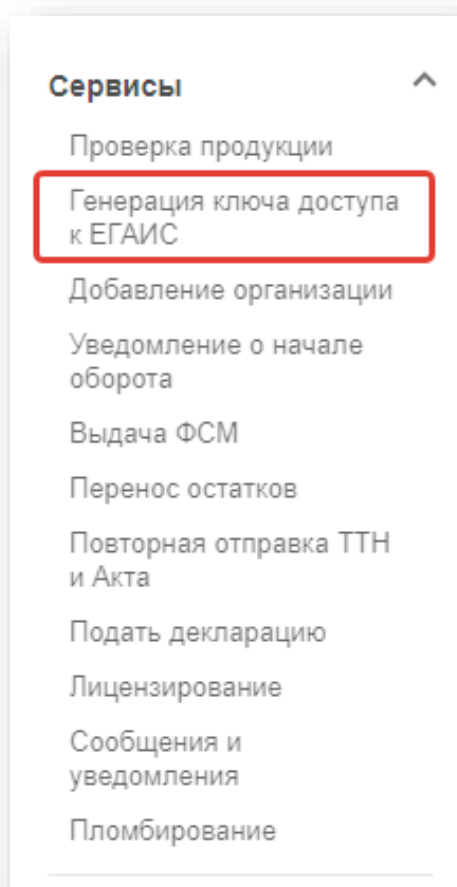 Сервисы
Проверка продукции
Генерация ключа доступа
к ЕГАИС
Добавление организации
Уведомление о начале
оборота
Выдача ФСМ
Перенос остатков
Повторная отправка ТТН
и Акта
Подать декларацию
Лицензирование
Сообщения и
уведомления
Пломбирование